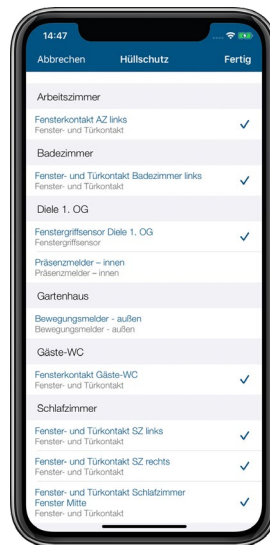 14:47
Abbrechen Hüllschutz Fertig
Arbeitszimmer
Fensterkontakt AZ links
Fenster- und Türkontakt
Badezimmer
Fenster- und Türkontakt Badezimmer links
Fenster- und Türkontakt
Diele 1. OG
Fenstergriffsensor Diele 1. OG
Fenstergriffsensor
Präsenzmelder – innen
Präsenzmelder – innen
Gartenhaus
Bewegungsmelder - außen
Bewegungsmelder - außen
Gäste-WC
Fensterkontakt Gäste-WC
Fenster- und Türkontakt
Schlafzimmer
Fenster- und Türkontakt SZ links
Fenster- und Türkontakt
Fenster- und Türkontakt SZ rechts
Fenster- und Türkontakt
Fenster- und Türkontakt Schlafzimmer
Fenster Mitte
Fenster- und Türkontakt